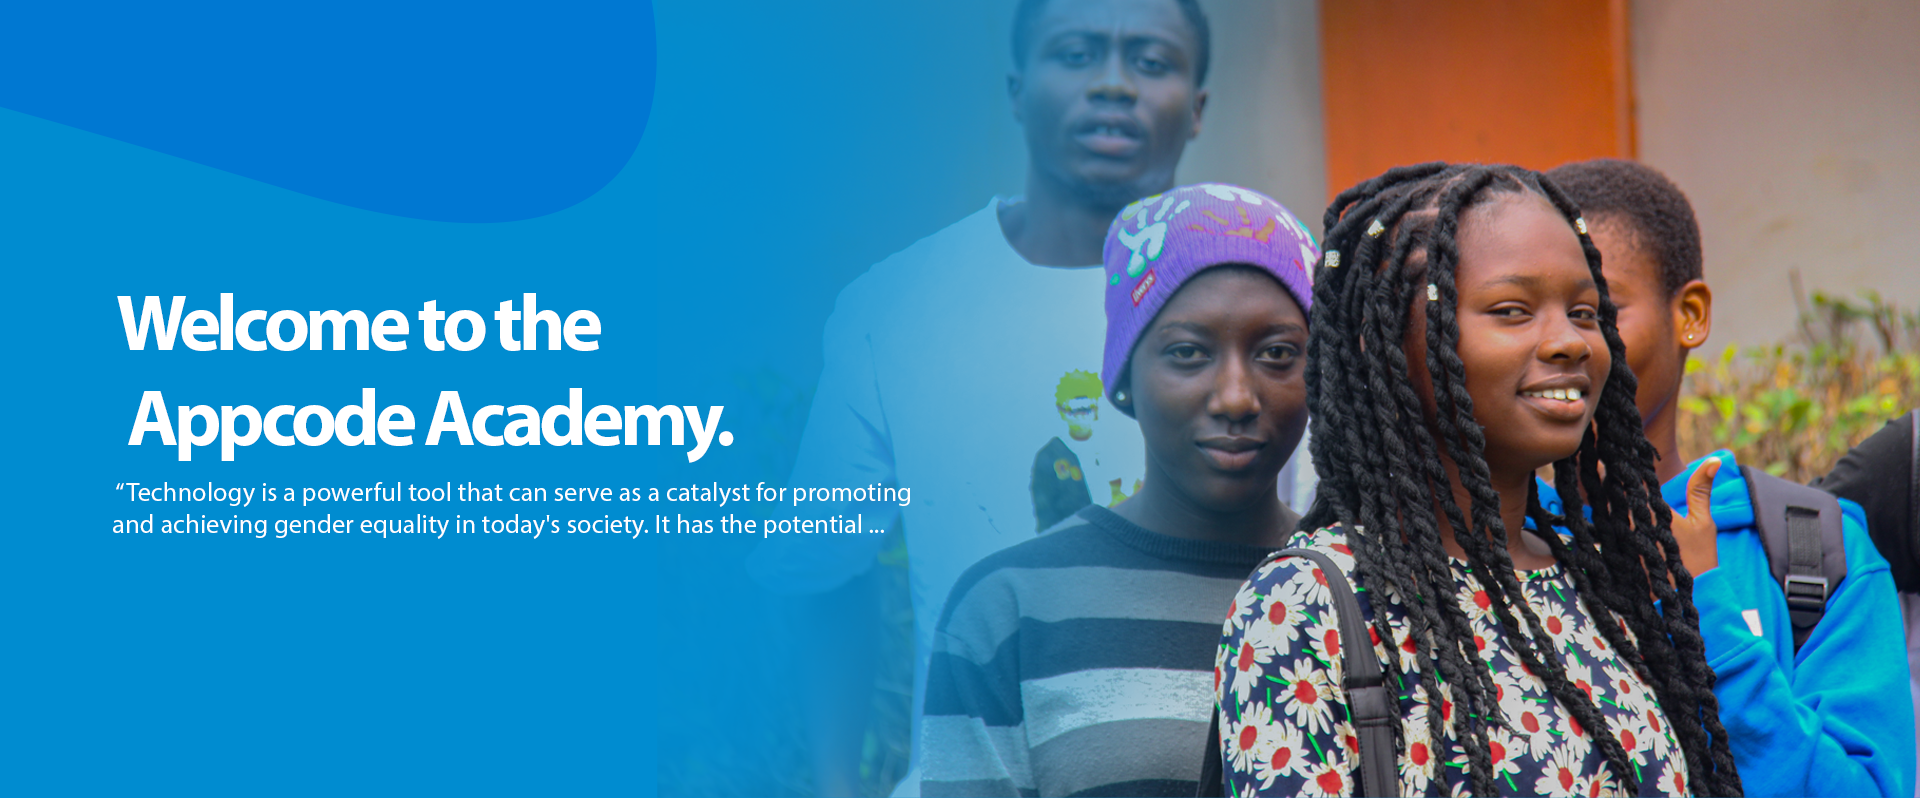 Welcome to the
Appcode Academy.
“Technology is a powerful tool that can serve as a catalyst for promoting
and achieving gender equality in today's society. It has the potential ...